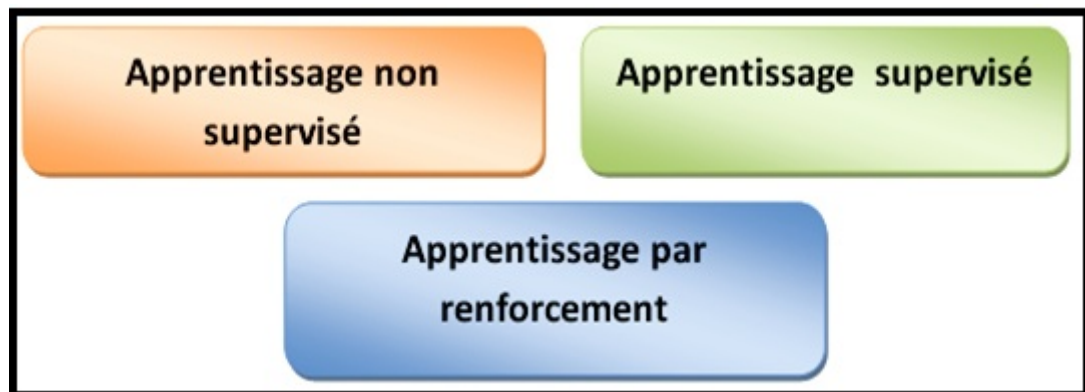 Apprentissage non
supervisé
Apprentissage supervisé
Apprentissage par
renforcement